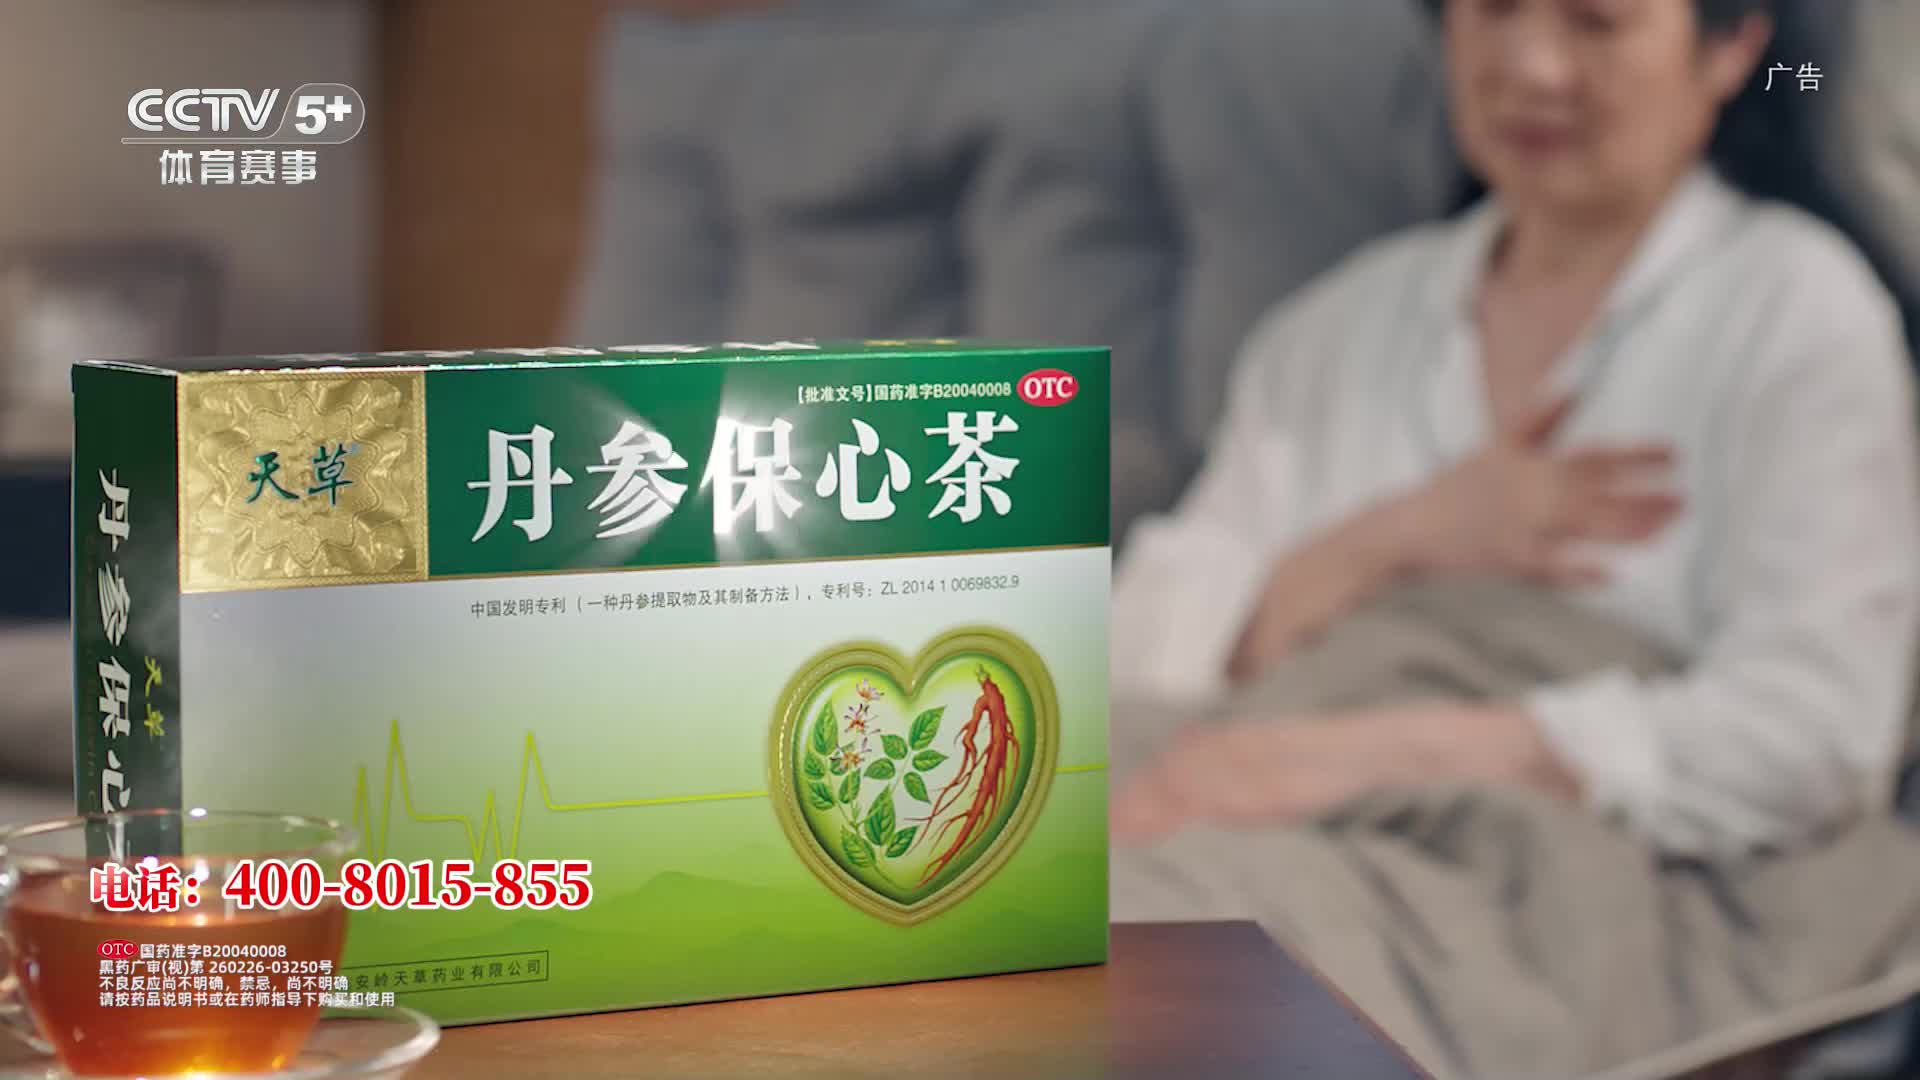 CCTV 5+
体育赛事
广告
【批准文号】国药准字B20040008 OTC
天草
丹参保心茶
中国发明专利（一种丹参提取物及其制备方法），专利号：ZL 2014 1 0069832.9
丹参保心
天草
电话：400-8015-855
安岭天草药业有限公司
OTC 国药准字B20040008
黑药广审(视)第 260226-03250号
不良反应尚不明确，禁忌，尚不明确
请按药品说明书或在药师指导下购买和使用